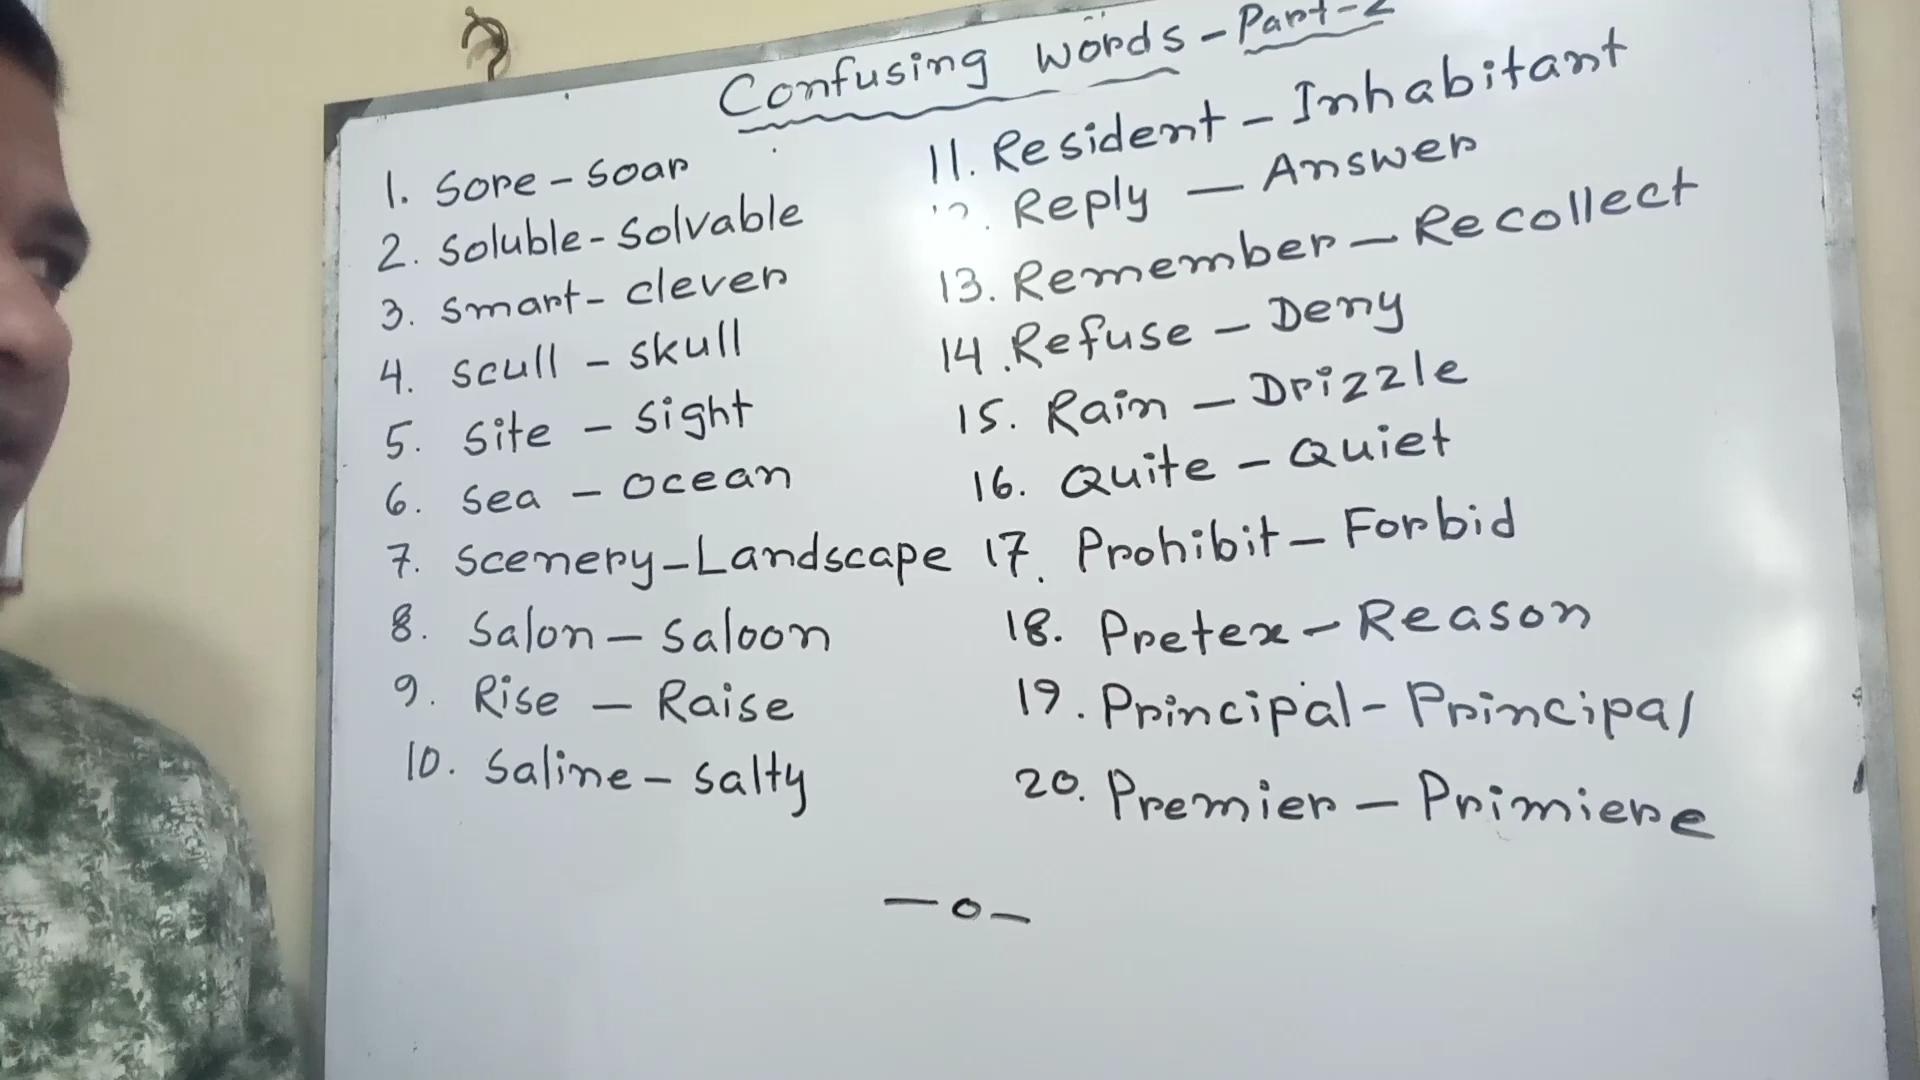 Confusing Words - Part-2
1. Sore - Soar
2. Soluble - Solvable
3. Smart - clever
4. scull - skull
5. Site - Sight
6. Sea - Ocean
7. Scenery - Landscape
8. Salon - Saloon
9. Rise - Raise
10. Saline - Salty
11. Resident - Inhabitant
12. Reply - Answer
13. Remember - Recollect
14. Refuse - Deny
15. Rain - Drizzle
16. Quite - Quiet
17. Prohibit - Forbid
18. Pretex - Reason
19. Principal - Principal
20. Premier - Primiere
-0-